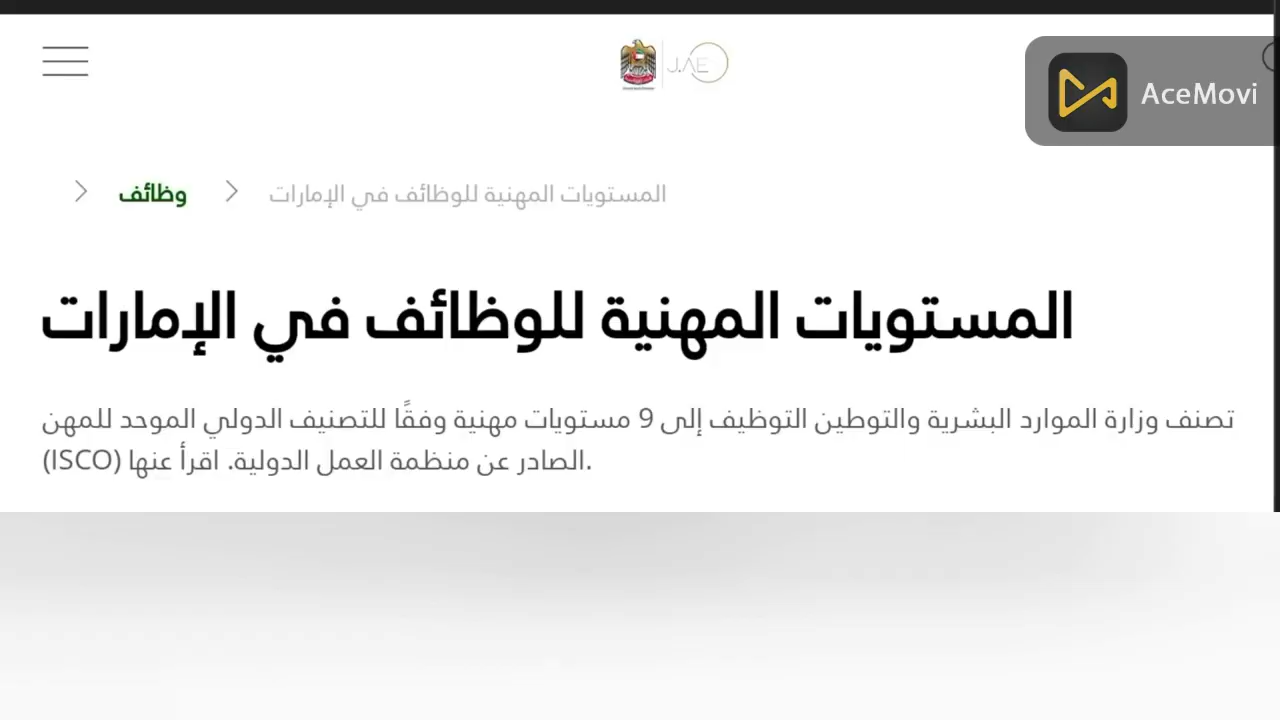 U.AE
AceMovi
وظائف
المستويات المهنية للوظائف في الإمارات
المستويات المهنية للوظائف في الإمارات
تصنف وزارة الموارد البشرية والتوطين التوظيف إلى 9 مستويات مهنية وفقًا للتصنيف الدولي الموحد للمهن
(ISCO) الصادر عن منظمة العمل الدولية. اقرأ عنها.